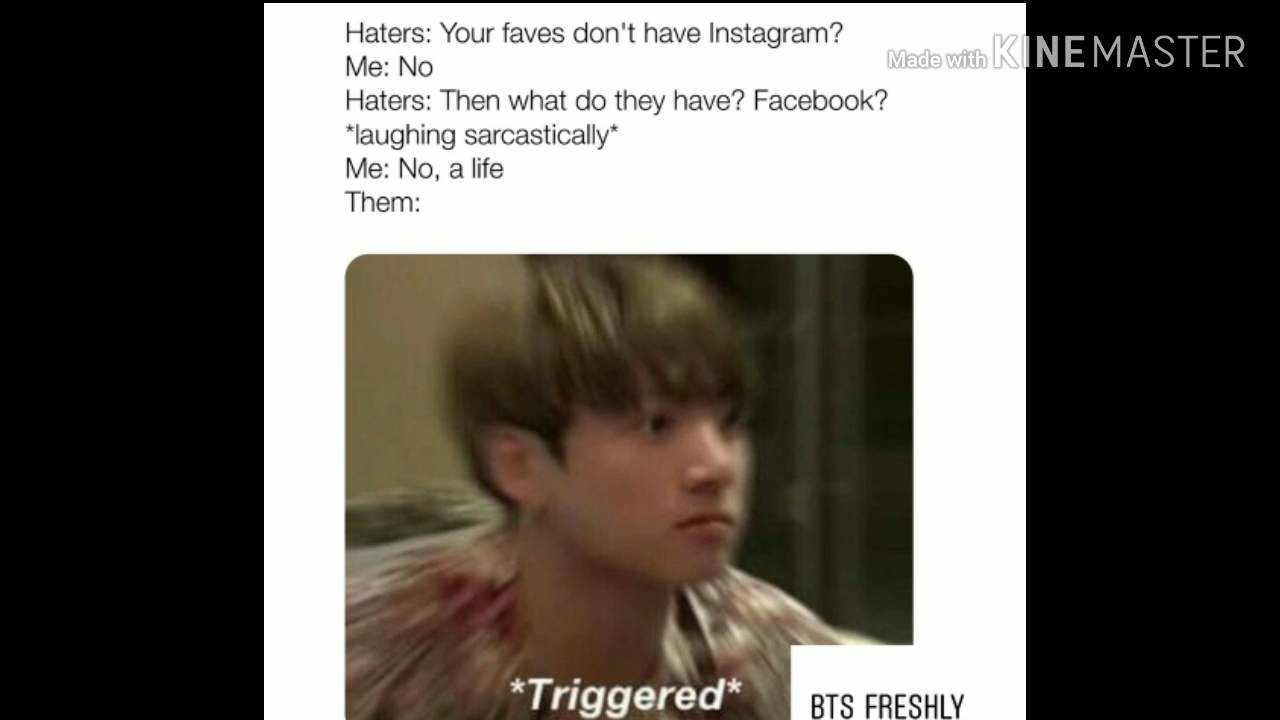 Haters: Your faves don't have Instagram?
Made with KINEMASTER
Me: No
Haters: Then what do they have? Facebook?
*laughing sarcastically*
Me: No, a life
Them:
*Triggered*
BTS FRESHLY